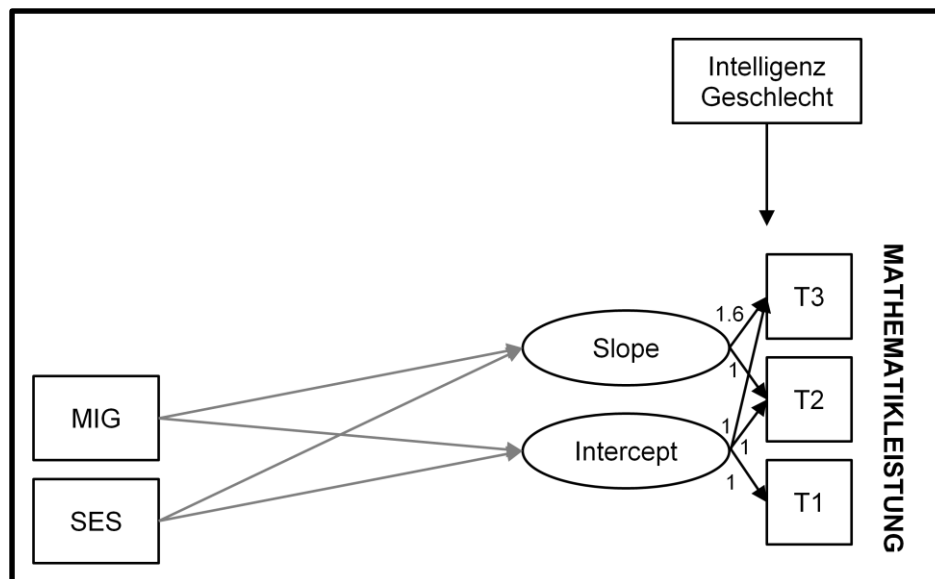 Intelligenz
Geschlecht
MATHEMATIKLEISTUNG
T3
1.6
Slope
1
T2
MIG
1
1
Intercept
1
T1
SES